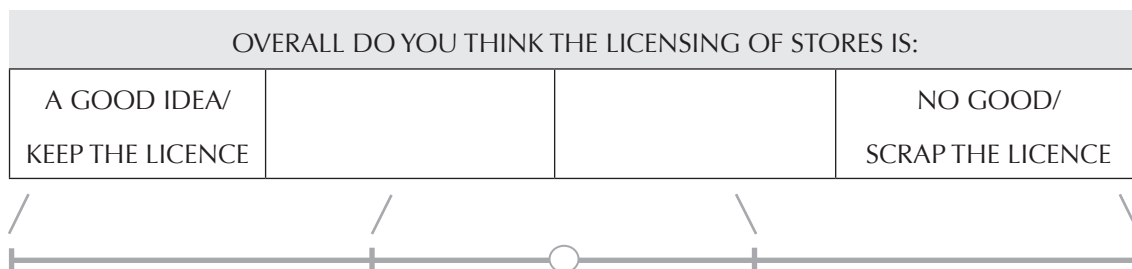 OVERALL DO YOU THINK THE LICENSING OF STORES IS:
A GOOD IDEA/
KEEP THE LICENCE
NO GOOD/
SCRAP THE LICENCE